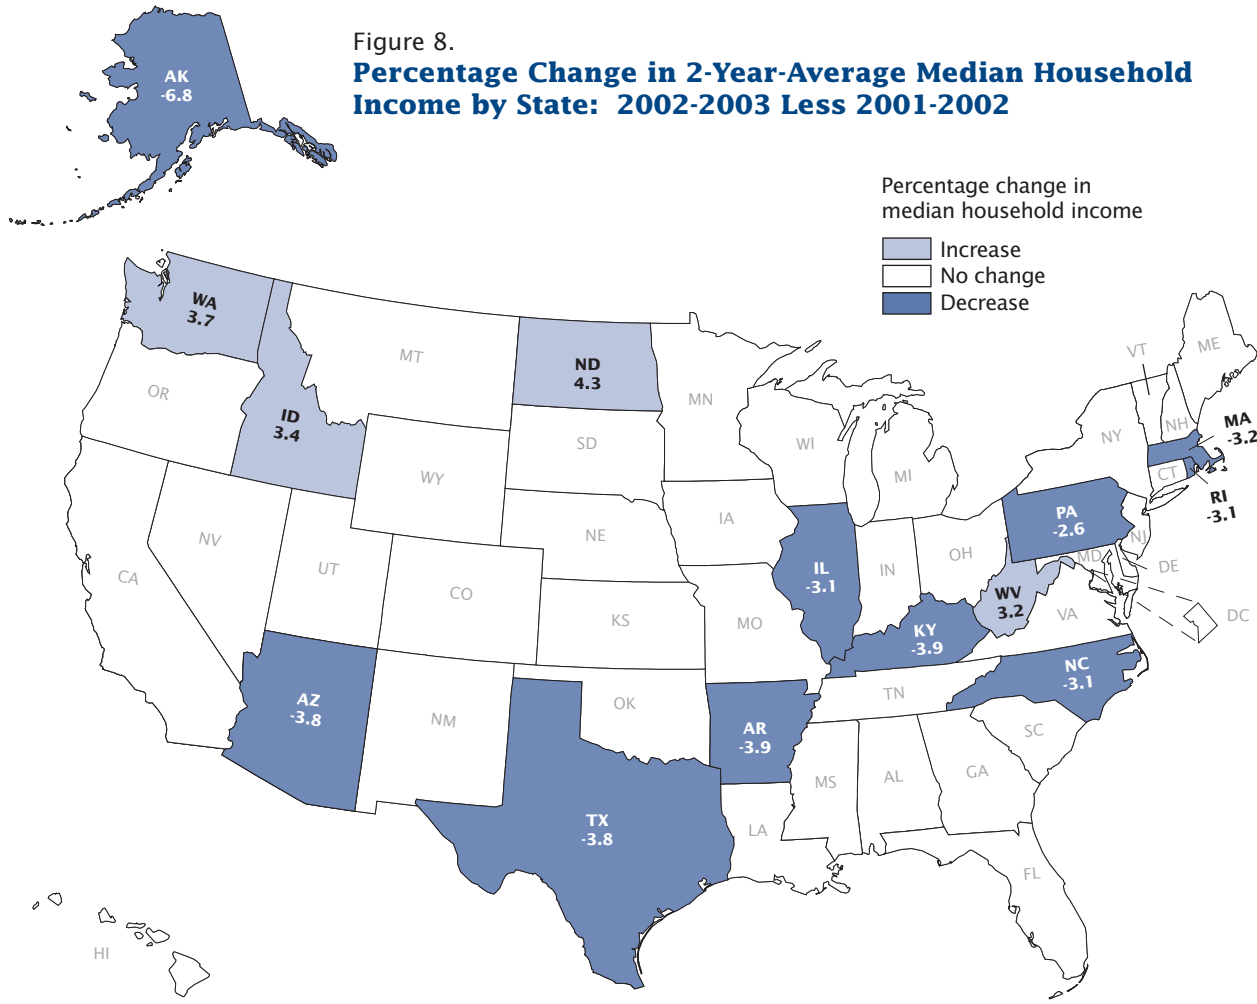 Figure 8.
Percentage Change in 2-Year-Average Median Household
Income by State: 2002-2003 Less 2001-2002
AK
-6.8
Percentage change in
median household income
Increase
No change
Decrease
WA
3.7
MT
ND
4.3
MN
VT
ME
OR
ID
3.4
SD
WI
MI
NY
NH
MA
-3.2
WY
CT
RI
-3.1
IA
PA
-2.6
NV
NE
NJ
UT
CA
CO
IL
-3.1
IN
OH
MD
DE
WV
3.2
KS
MO
KY
-3.9
VA
DC
AZ
-3.8
NM
OK
TN
NC
-3.1
AR
-3.9
SC
TX
-3.8
LA
MS
AL
GA
FL
HI